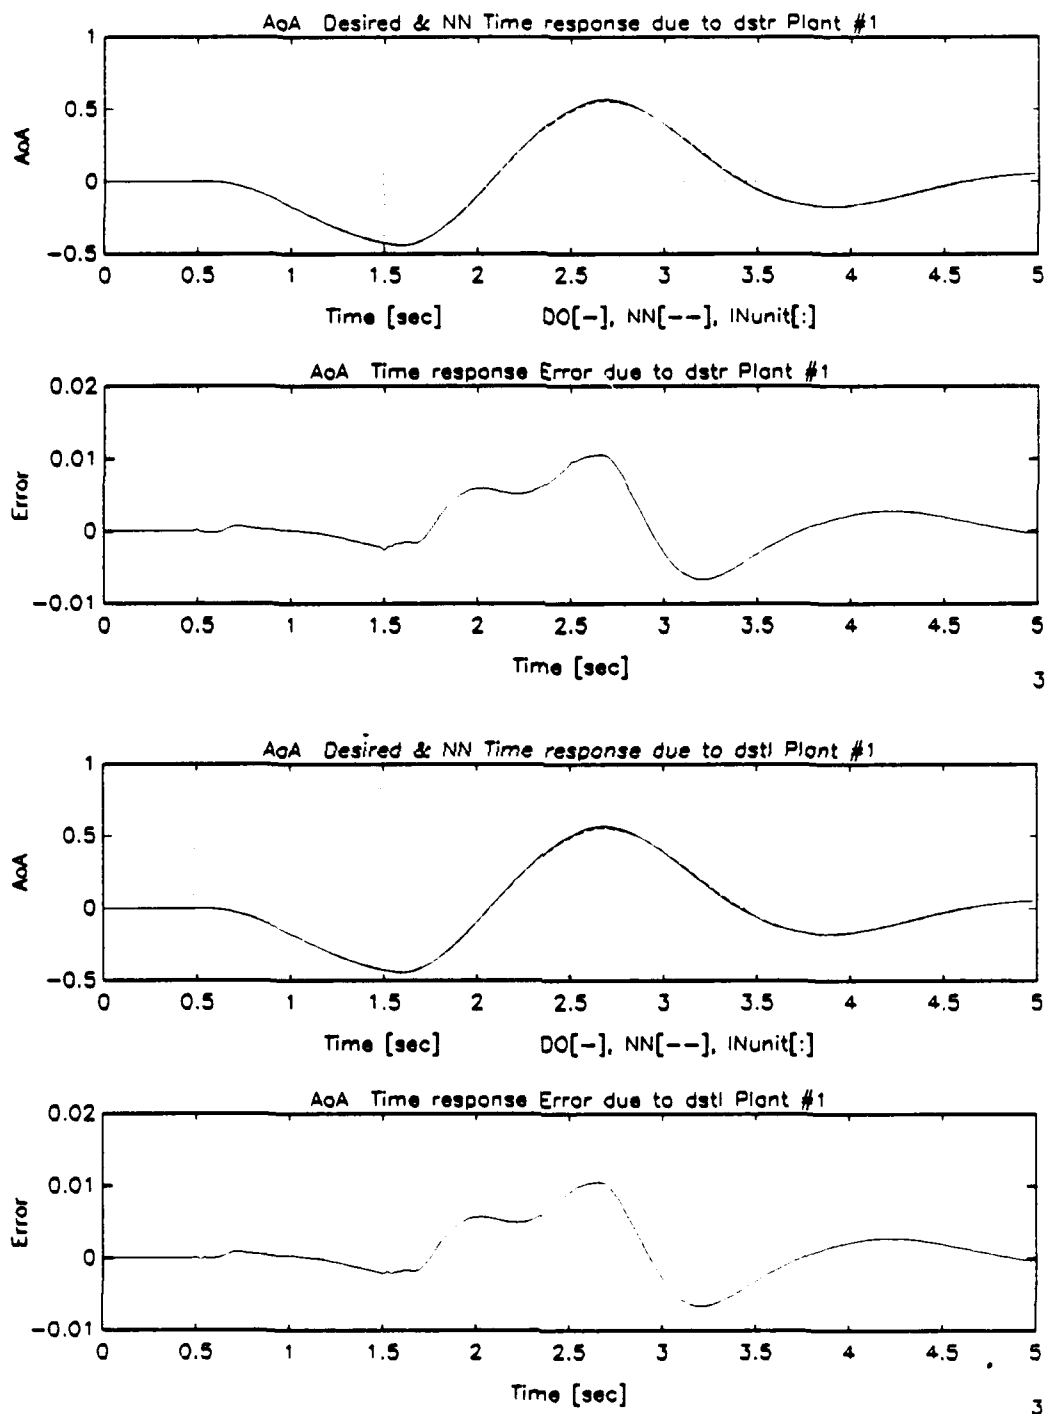 AoA Desired & NN Time response due to dstr Plant #1
1
0.5
0
-0.5
AoA
0 0.5 1 1.5 2 2.5 3 3.5 4 4.5 5
Time [sec] DO[-], NN[--], INunit[:]
AoA Time response Error due to dstr Plant #1
0.02
0.01
0
-0.01
Error
0 0.5 1 1.5 2 2.5 3 3.5 4 4.5 5
Time [sec]
3
AoA Desired & NN Time response due to dstl Plant #1
1
0.5
0
-0.5
AoA
0 0.5 1 1.5 2 2.5 3 3.5 4 4.5 5
Time [sec] DO[-], NN[--], INunit[:]
AoA Time response Error due to dstl Plant #1
0.02
0.01
0
-0.01
Error
0 0.5 1 1.5 2 2.5 3 3.5 4 4.5 5
Time [sec]
3